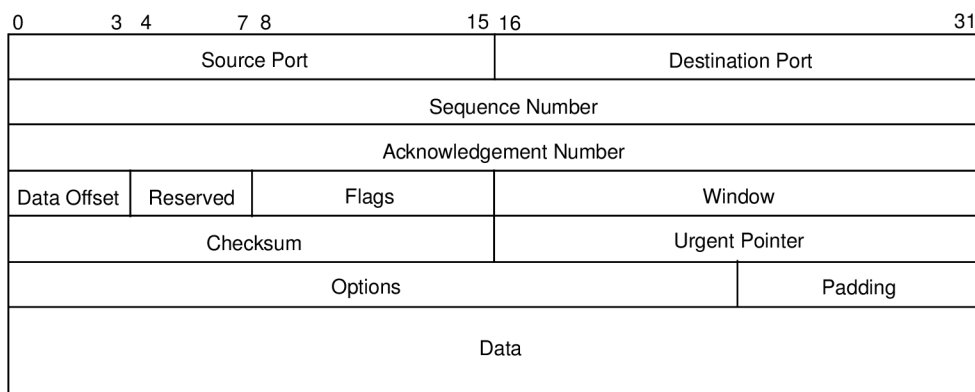 0 3 4 7 8 15 16 31
Source Port Destination Port
Sequence Number
Acknowledgement Number
Data Offset Reserved Flags Window
Checksum Urgent Pointer
Options Padding
Data